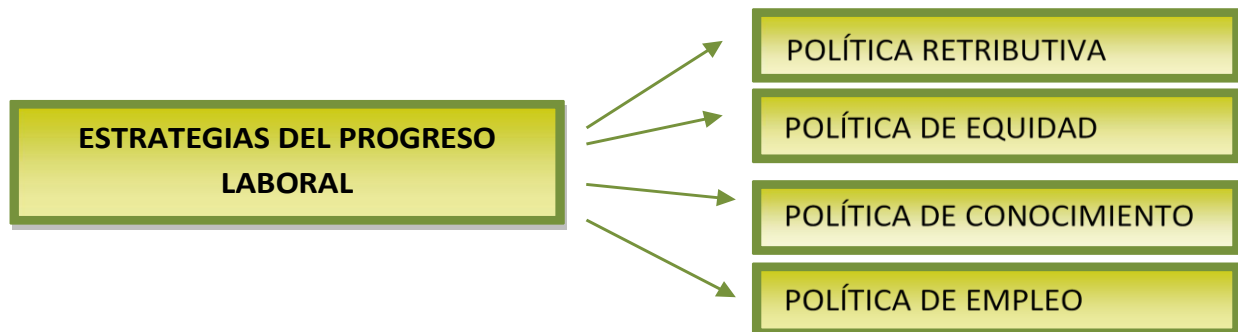 ESTRATEGIAS DEL PROGRESO
LABORAL
POLÍTICA RETRIBUTIVA
POLÍTICA DE EQUIDAD
POLÍTICA DE CONOCIMIENTO
POLÍTICA DE EMPLEO